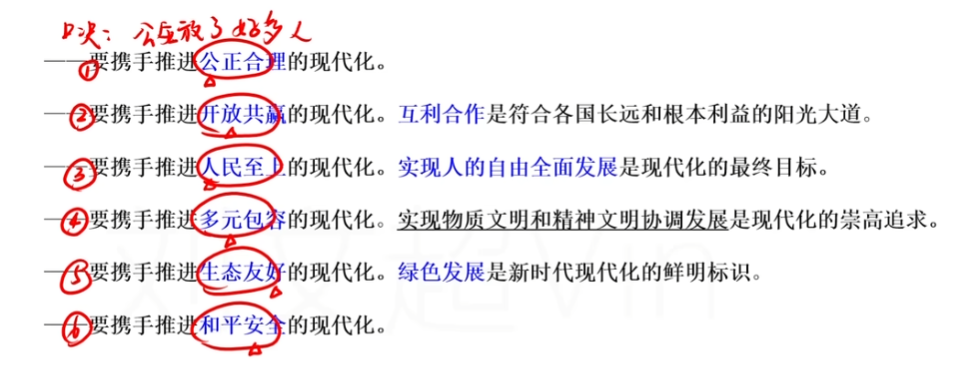 口决：公全放了好多人
①要携手推进公正合理的现代化。
②要携手推进开放共赢的现代化。互利合作是符合各国长远和根本利益的阳光大道。
③要携手推进人民至上的现代化。实现人的自由全面发展是现代化的最终目标。
④要携手推进多元包容的现代化。实现物质文明和精神文明协调发展是现代化的崇高追求。
⑤要携手推进生态友好的现代化。绿色发展是新时代现代化的鲜明标识。
⑥要携手推进和平安全的现代化。